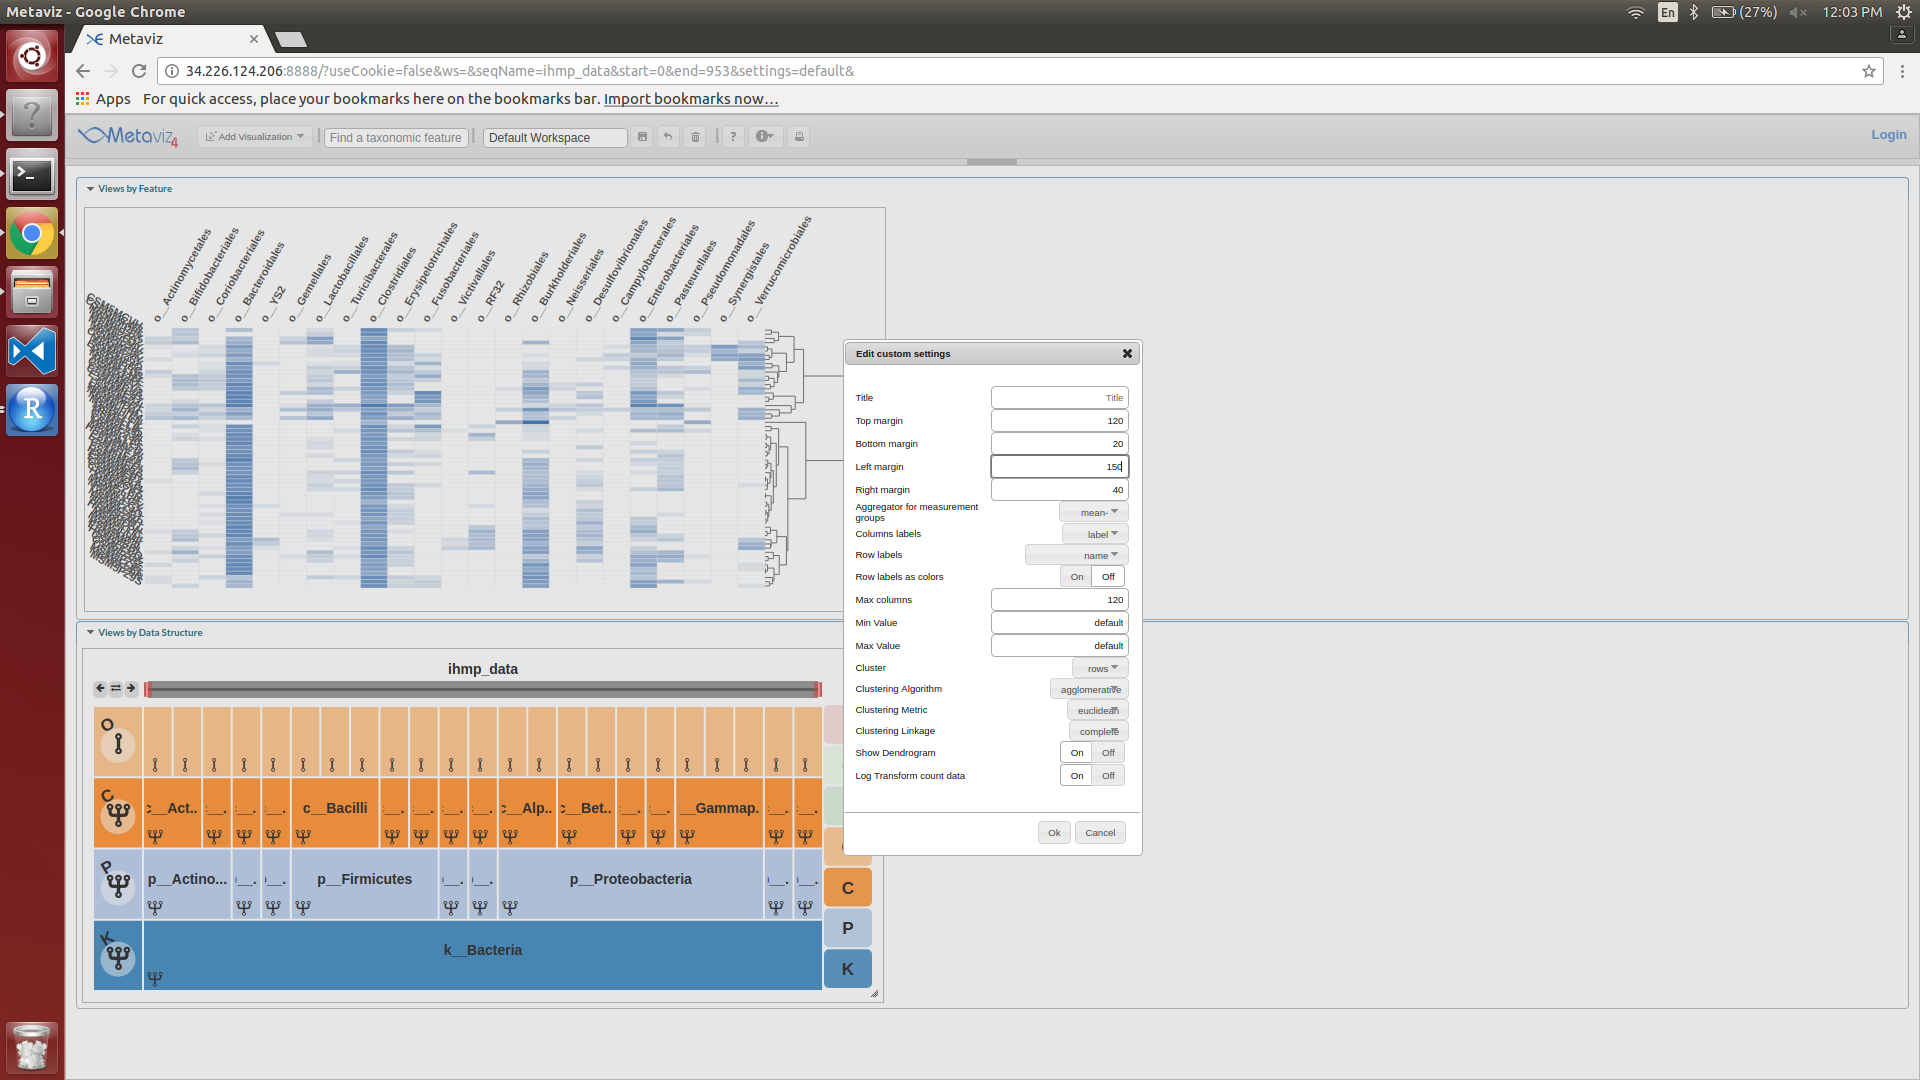 Metaviz - Google Chrome
En
(27%)
12:03 PM
Metaviz
34.226.124.206:8888/?useCookie=false&ws=&seqName=ihmp_data&start=0&end=953&settings=default&
Apps
For quick access, place your bookmarks here on the bookmarks bar. Import bookmarks now...
Metaviz4
Add Visualization
Find a taxonomic feature
Default Workspace
?
Login
Views by Feature
o__Actinomycetales
o__Bifidobacteriales
o__Coriobacteriales
o__Bacteroidales
o__YS2
o__Gemellales
o__Lactobacillales
o__Turicibacterales
o__Clostridiales
o__Erysipelotrichales
o__Fusobacteriales
o__Victivallales
o__RF32
o__Rhizobiales
o__Burkholderiales
o__Neisseriales
o__Desulfovibrionales
o__Campylobacterales
o__Enterobacteriales
o__Pasteurellales
o__Pseudomonadales
o__Synergistales
o__Verrucomicrobiales
Edit custom settings
Title
Title
Top margin
120
Bottom margin
20
Left margin
150
Right margin
40
Aggregator for measurement
groups
mean-
Columns labels
label
Row labels
name
Row labels as colors
On
Off
Max columns
120
Min Value
default
Max Value
default
Cluster
rows
Clustering Algorithm
agglomerative
Clustering Metric
euclidean
Clustering Linkage
complete
Show Dendrogram
On
Off
Log Transform count data
On
Off
Ok
Cancel
Views by Data Structure
ihmp_data
O
C
c__Act..
c__Bacilli
c__Alp..
c__Bet..
__Gammap.
P
p__Actino...
p__Firmicutes
p__Proteobacteria
K
k__Bacteria
C
P
K